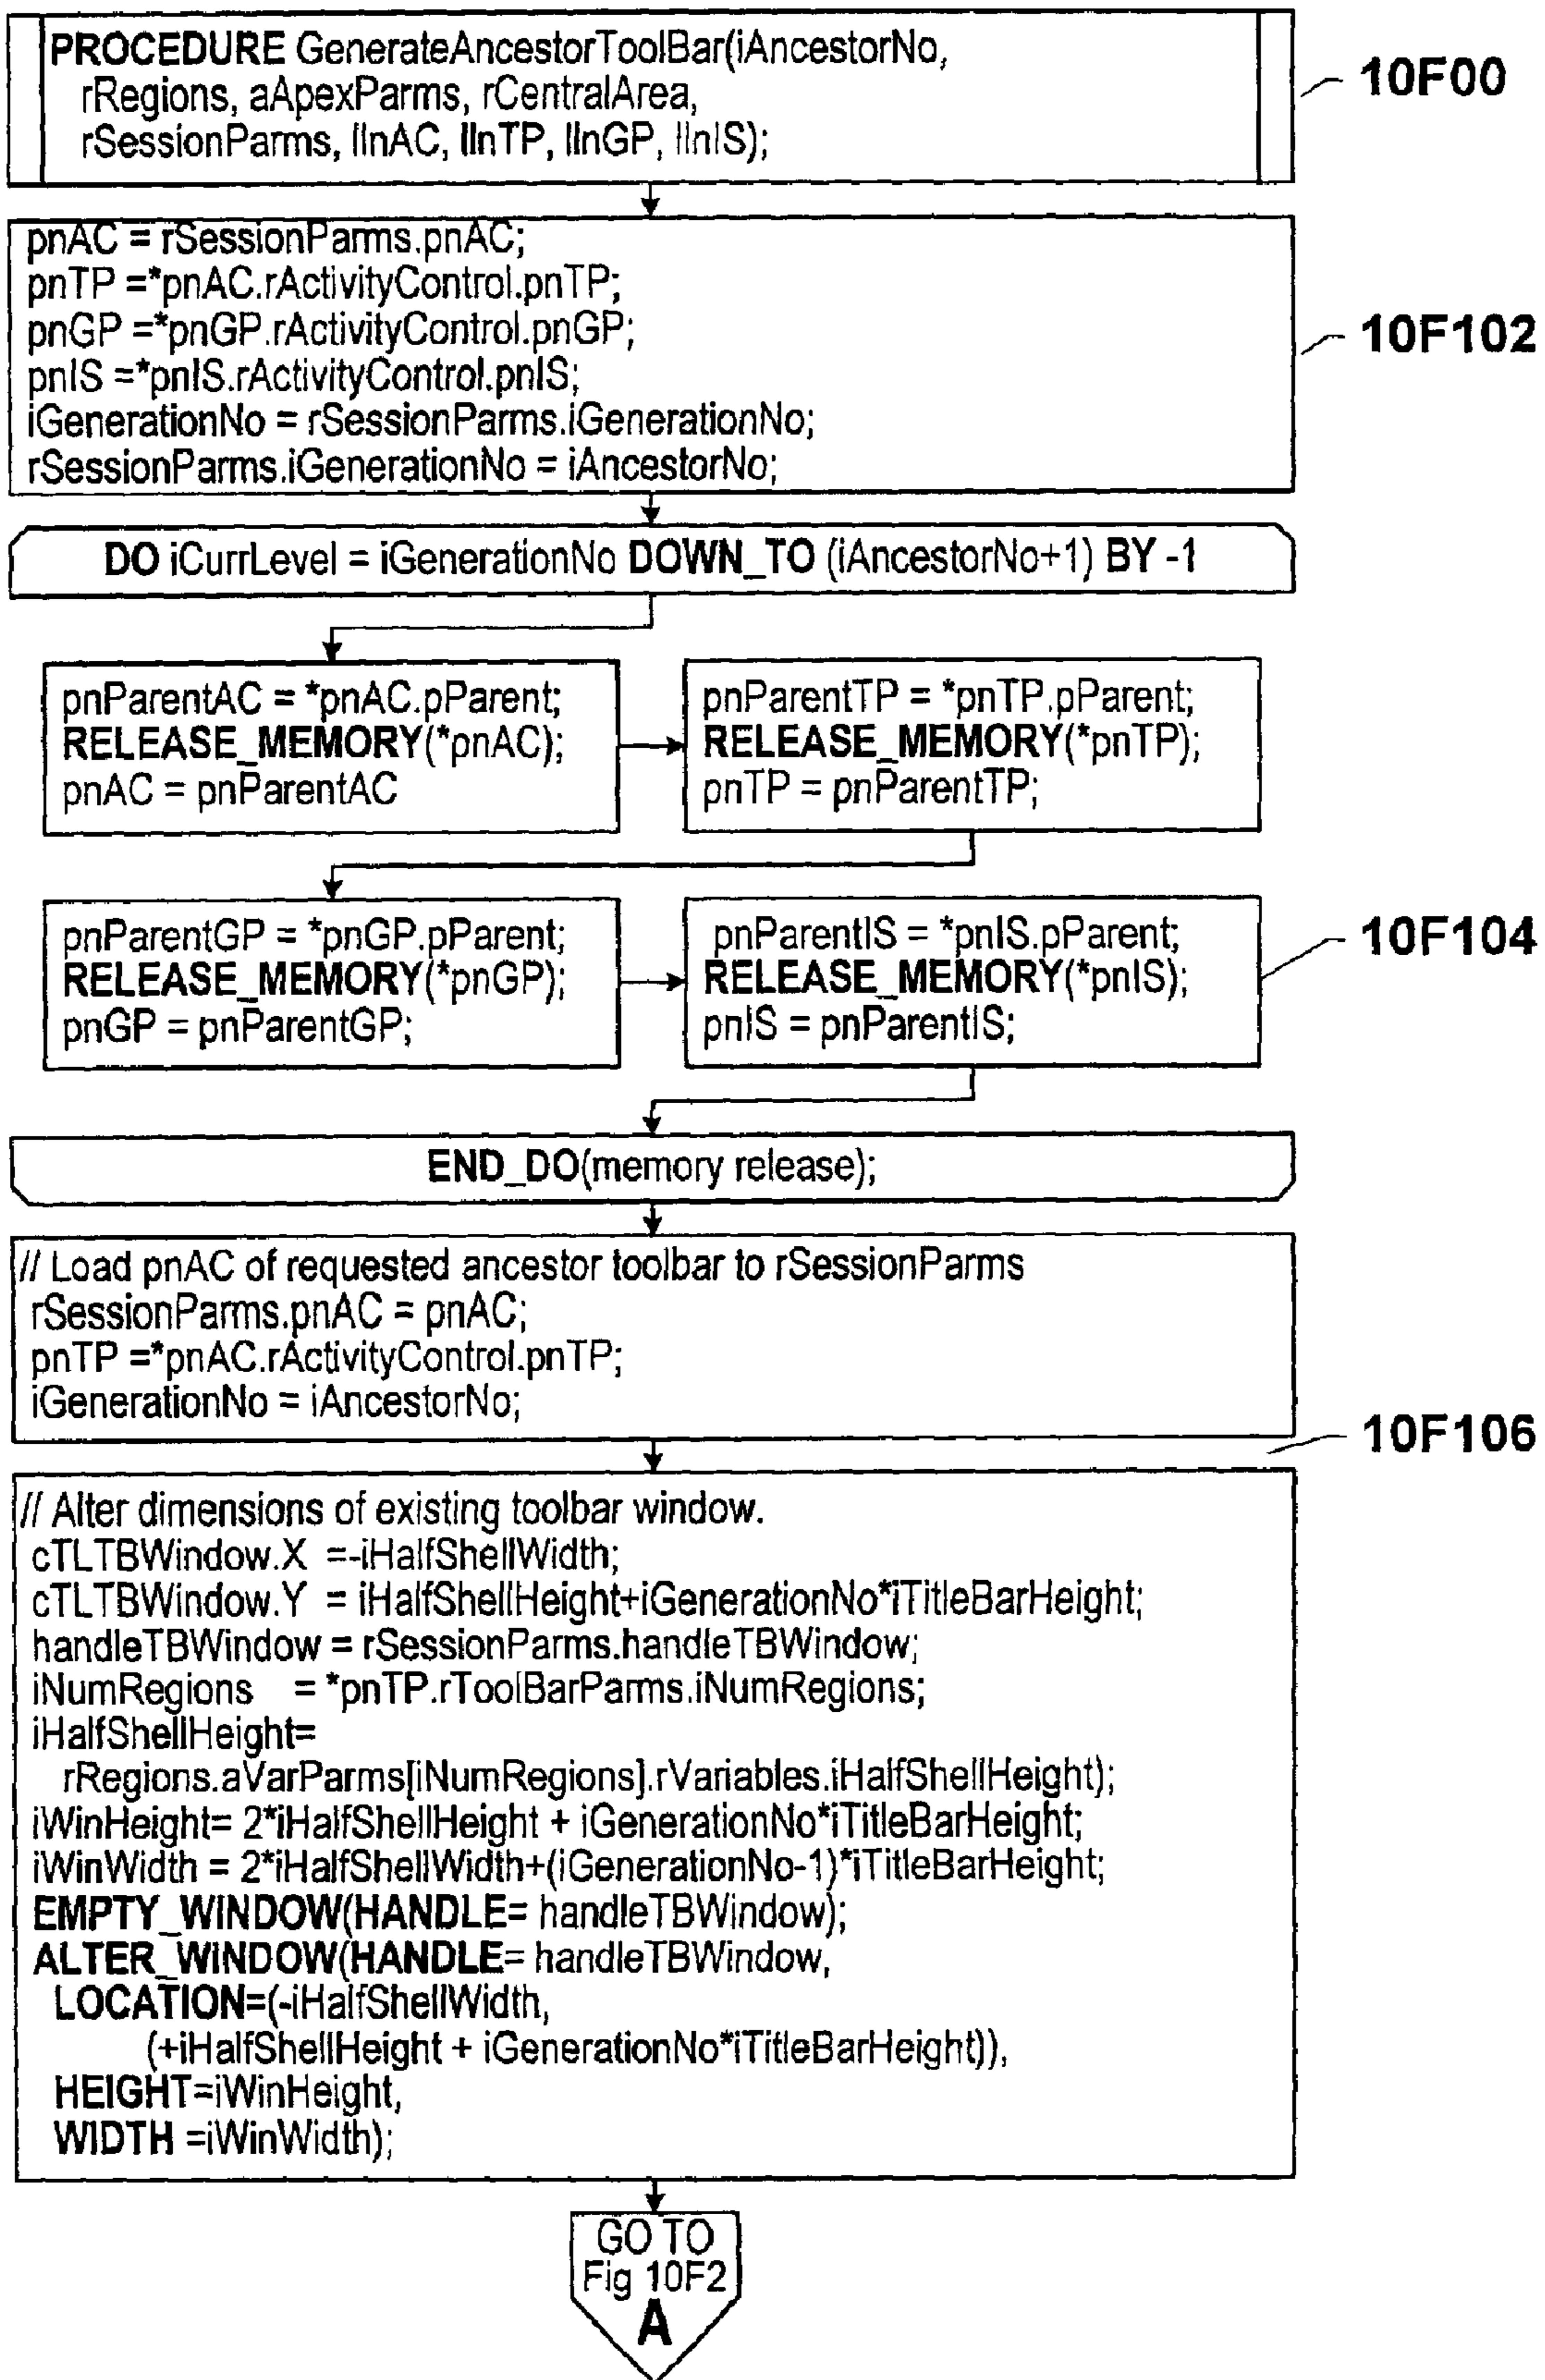 PROCEDURE GenerateAncestorToolBar(iAncestorNo,
rRegions, aApexParms, rCentralArea,
rSessionParms, llnAC, llnTP, llnGP, llnIS);
10F00
pnAC = rSessionParms.pnAC;
pnTP =*pnAC.rActivityControl.pnTP;
pnGP =*pnGP.rActivityControl.pnGP;
pnIS =*pnIS.rActivityControl.pnIS;
iGenerationNo = rSessionParms.iGenerationNo;
rSessionParms.iGenerationNo = iAncestorNo;
10F102
DO iCurrLevel = iGenerationNo DOWN_TO (iAncestorNo+1) BY -1
pnParentAC = *pnAC.pParent;
RELEASE_MEMORY(*pnAC);
pnAC = pnParentAC
pnParentTP = *pnTP.pParent;
RELEASE_MEMORY(*pnTP);
pnTP = pnParentTP;
pnParentGP = *pnGP.pParent;
RELEASE_MEMORY(*pnGP);
pnGP = pnParentGP;
pnParentIS = *pnIS.pParent;
RELEASE_MEMORY(*pnIS);
pnIS = pnParentIS;
10F104
END_DO(memory release);
// Load pnAC of requested ancestor toolbar to rSessionParms
rSessionParms.pnAC = pnAC;
pnTP =*pnAC.rActivityControl.pnTP;
iGenerationNo = iAncestorNo;
10F106
// Alter dimensions of existing toolbar window.
cTLTBWindow.X =-iHalfShellWidth;
cTLTBWindow.Y = iHalfShellHeight+iGenerationNo*iTitleBarHeight;
handleTBWindow = rSessionParms.handleTBWindow;
iNumRegions = *pnTP.rToolBarParms.iNumRegions;
iHalfShellHeight=
rRegions.aVarParms[iNumRegions].rVariables.iHalfShellHeight);
iWinHeight= 2*iHalfShellHeight + iGenerationNo*iTitleBarHeight;
iWinWidth = 2*iHalfShellWidth+(iGenerationNo-1)*iTitleBarHeight;
EMPTY_WINDOW(HANDLE= handleTBWindow);
ALTER_WINDOW(HANDLE= handleTBWindow,
LOCATION=(-iHalfShellWidth,
(+iHalfShellHeight + iGenerationNo*iTitleBarHeight)),
HEIGHT=iWinHeight,
WIDTH =iWinWidth);
GO TO
Fig 10F2
A